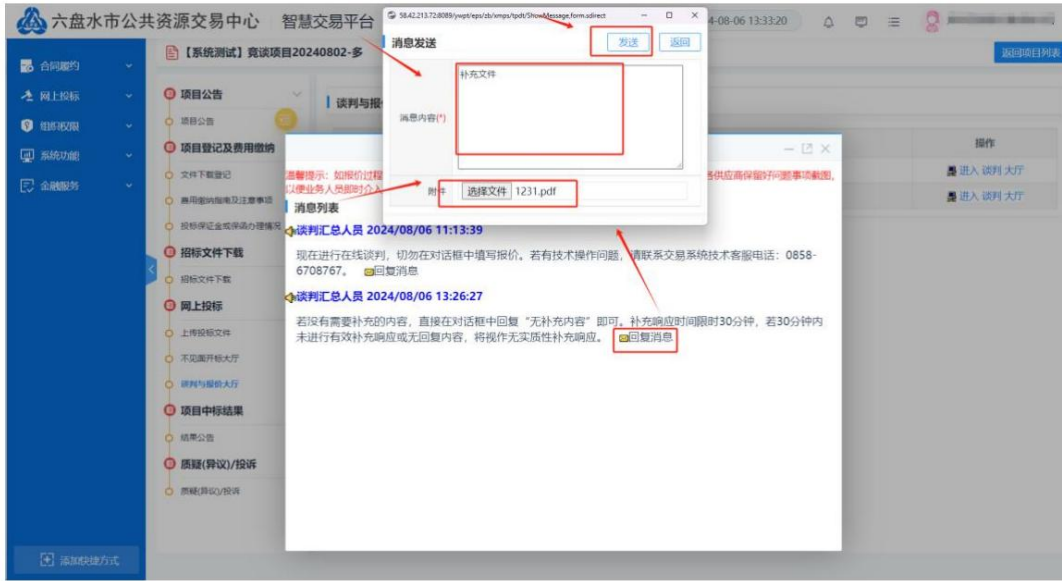 六盘水市公共资源交易中心 智慧交易平台
4-08-06 13:33:20
58.42.213.72:8089/ywpt/eps/zb/xmps/tpdt/ShowMessage,form.sdirect
消息发送
发送
返回
消息内容(*)
补充文件
附件
选择文件 1231.pdf
合同履约
网上投标
组织权限
系统功能
金融服务
添加快捷方式
【系统测试】竞谈项目20240802-多
返回项目列表
项目公告
项目公告
项目登记及费用缴纳
文件下载登记
费用缴纳指南及注意事项
投标保证金或保函办理情况
招标文件下载
招标文件下载
网上投标
上传投标文件
不见面开标大厅
谈判与报价大厅
项目中标结果
结果公告
质疑(异议)/投诉
质疑(异议)/投诉
谈判与报
操作
进入 谈判 大厅
进入 谈判 大厅
温馨提示：如报价过程
各供应商保留好问题事项截图，
以便业务人员即时介入
消息列表
谈判汇总人员 2024/08/06 11:13:39
现在进行在线谈判，切勿在对话框中填写报价。若有技术操作问题，请联系交易系统技术客服电话：0858-
6708767。 回复消息
谈判汇总人员 2024/08/06 13:26:27
若没有需要补充的内容，直接在对话框中回复“无补充内容”即可。补充响应时间限时30分钟，若30分钟内
未进行有效补充响应或无回复内容，将视作无实质性补充响应。 回复消息